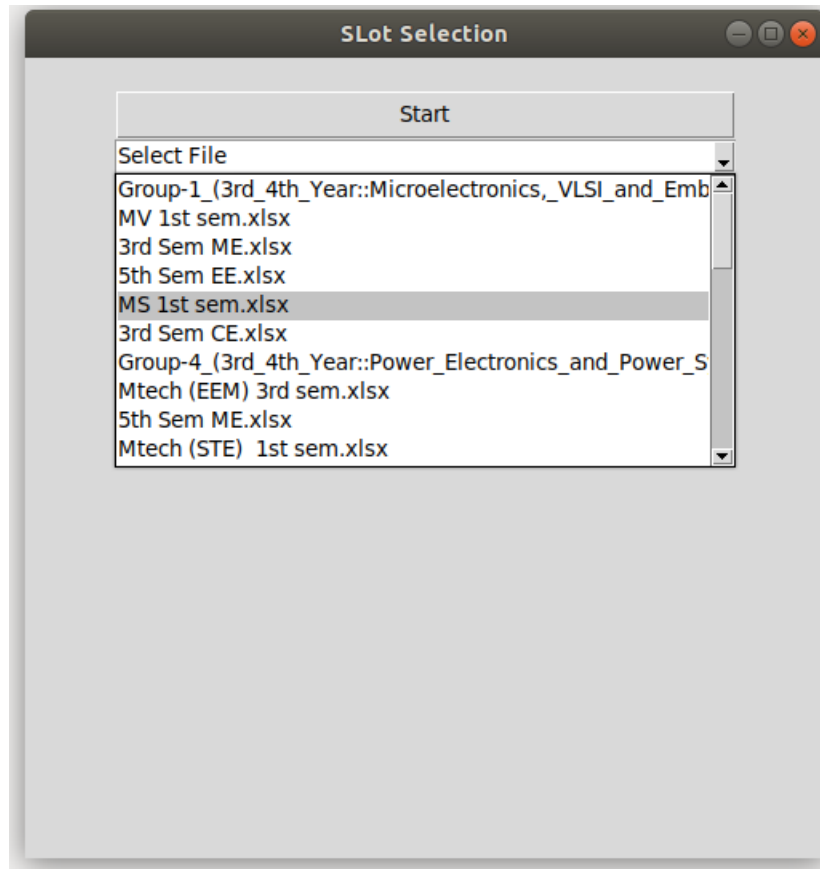 SLot Selection
Start
Select File
Group-1_(3rd_4th_Year::Microelectronics,_VLSI_and_Emb
MV 1st sem.xlsx
3rd Sem ME.xlsx
5th Sem EE.xlsx
MS 1st sem.xlsx
3rd Sem CE.xlsx
Group-4_(3rd_4th_Year::Power_Electronics_and_Power_S
Mtech (EEM) 3rd sem.xlsx
5th Sem ME.xlsx
Mtech (STE)  1st sem.xlsx